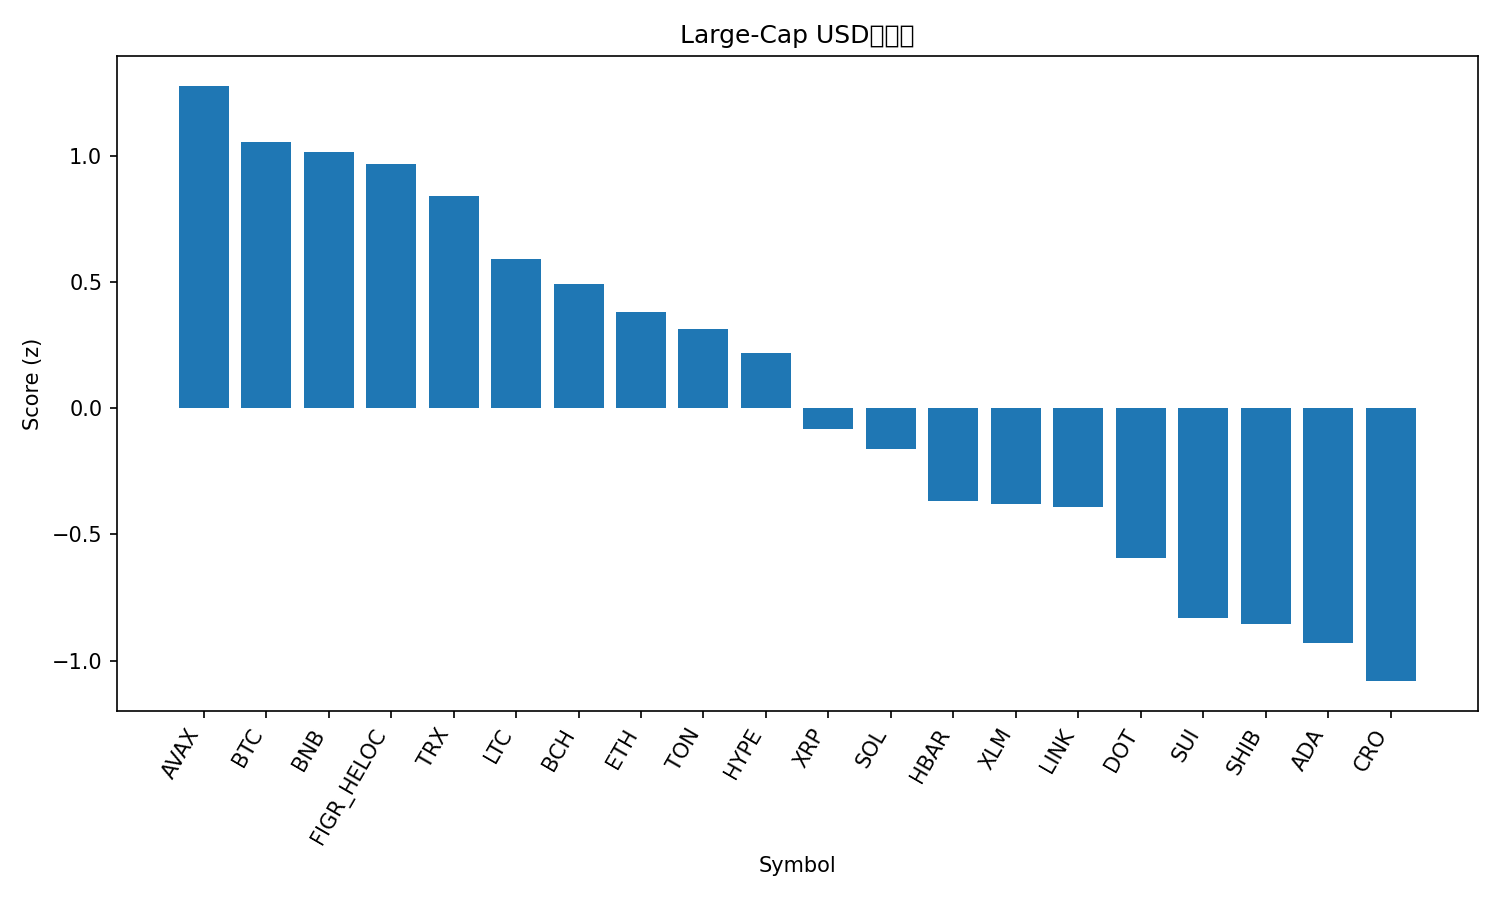 Large-Cap USD
Score (z)
1.0
0.5
0.0
−0.5
−1.0
AVAX
BTC
BNB
FIGR_HELOC
TRX
LTC
BCH
ETH
TON
HYPE
XRP
SOL
HBAR
XLM
LINK
DOT
SUI
SHIB
ADA
CRO
Symbol